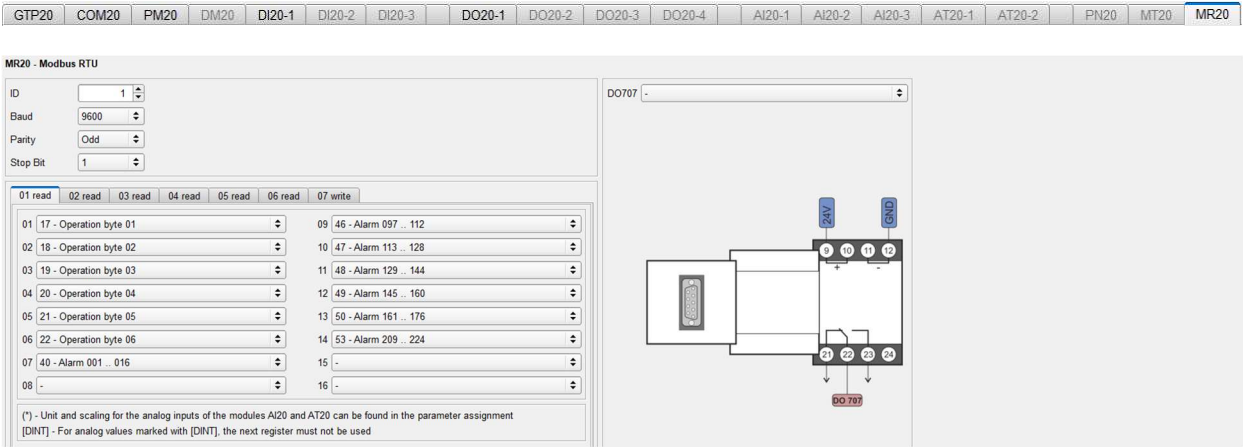 GTP20 COM20 PM20 DM20 DI20-1 DI20-2 DI20-3 DO20-1 DO20-2 DO20-3 DO20-4 AI20-1 AI20-2 AI20-3 AT20-1 AT20-2 PN20 MT20 MR20
MR20 - Modbus RTU
ID 1
Baud 9600
Parity Odd
Stop Bit 1
01 read 02 read 03 read 04 read 05 read 06 read 07 write
01 17 - Operation byte 01
02 18 - Operation byte 02
03 19 - Operation byte 03
04 20 - Operation byte 04
05 21 - Operation byte 05
06 22 - Operation byte 06
07 40 - Alarm 001 .. 016
08 -
09 46 - Alarm 097 .. 112
10 47 - Alarm 113 .. 128
11 48 - Alarm 129 .. 144
12 49 - Alarm 145 .. 160
13 50 - Alarm 161 .. 176
14 53 - Alarm 209 .. 224
15 -
16 -
(*) - Unit and scaling for the analog inputs of the modules AI20 and AT20 can be found in the parameter assignment
[DINT] - For analog values marked with [DINT], the next register must not be used
DO707 -
24V GND
9 10 11 12
+ -
21 22 23 24
DO 707